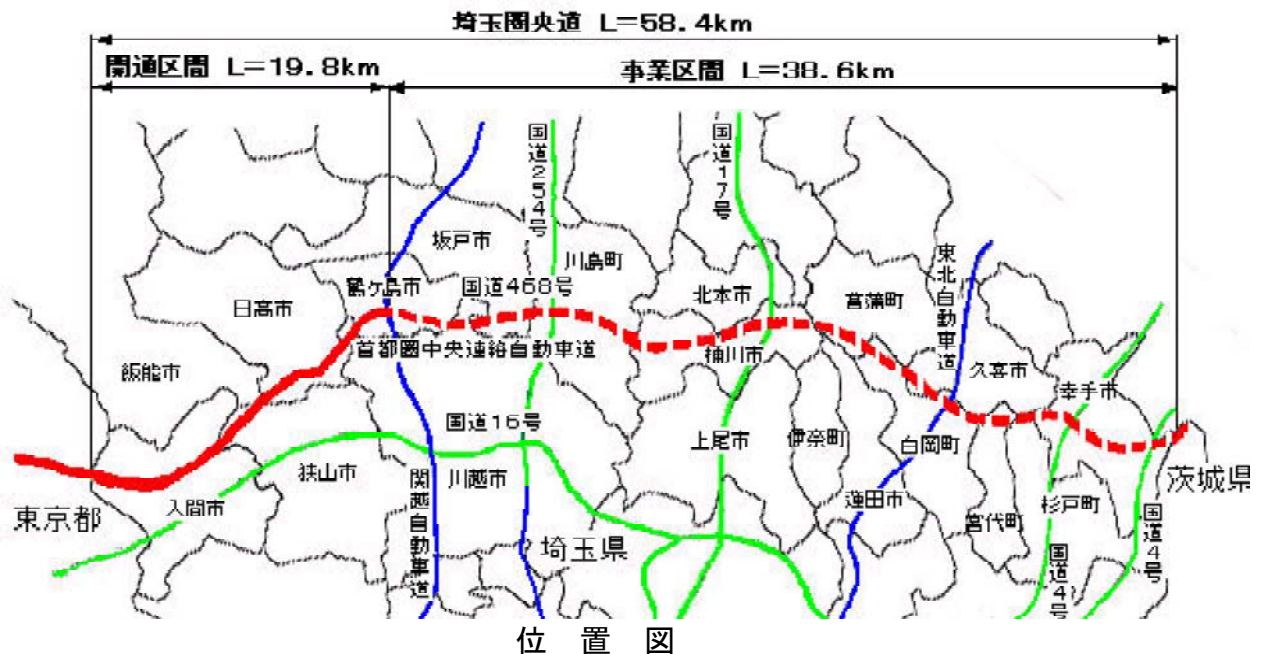 埼玉圏央道 L=58.4km
開通区間 L=19.8km
事業区間 L=38.6km
国道254号
国道17号
坂戸市
川島町
東北自動車道
鶴ヶ島市
国道468号
北本市
菖蒲町
日高市
首都圏中央連絡自動車道
桶川市
飯能市
久喜市
幸手市
国道16号
上尾市
伊奈町
白岡町
狭山市
関越自動車道
川越市
茨城県
入間市
蓮田市
杉戸町
東京都
宮代町
国道4号
埼玉県
国道4号
位置図